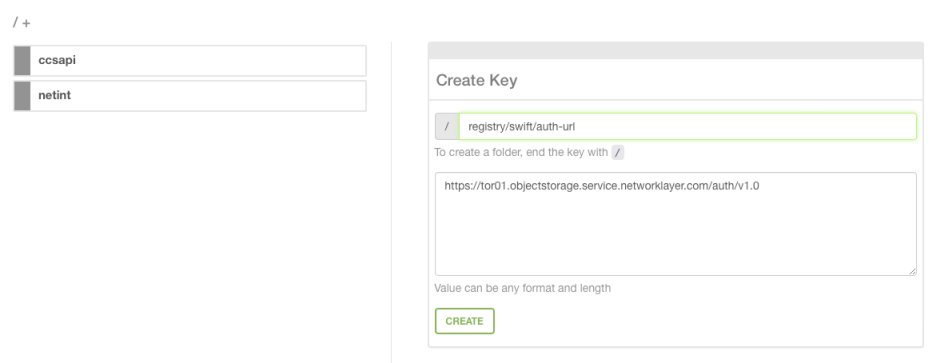 / +
ccsapi
netint
Create Key
/ registry/swift/auth-url
To create a folder, end the key with /
https://tor01.objectstorage.service.networklayer.com/auth/v1.0
Value can be any format and length
CREATE